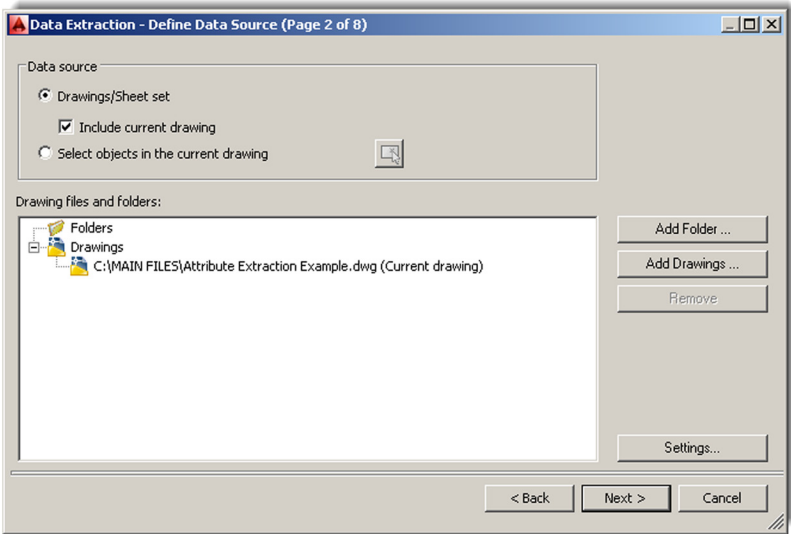 Data Extraction - Define Data Source (Page 2 of 8)
Data source
Drawings/Sheet set
Include current drawing
Select objects in the current drawing
Drawing files and folders:
Folders
Drawings
C:\MAIN FILES\Attribute Extraction Example.dwg (Current drawing)
Add Folder ...
Add Drawings ...
Remove
Settings...
< Back
Next >
Cancel